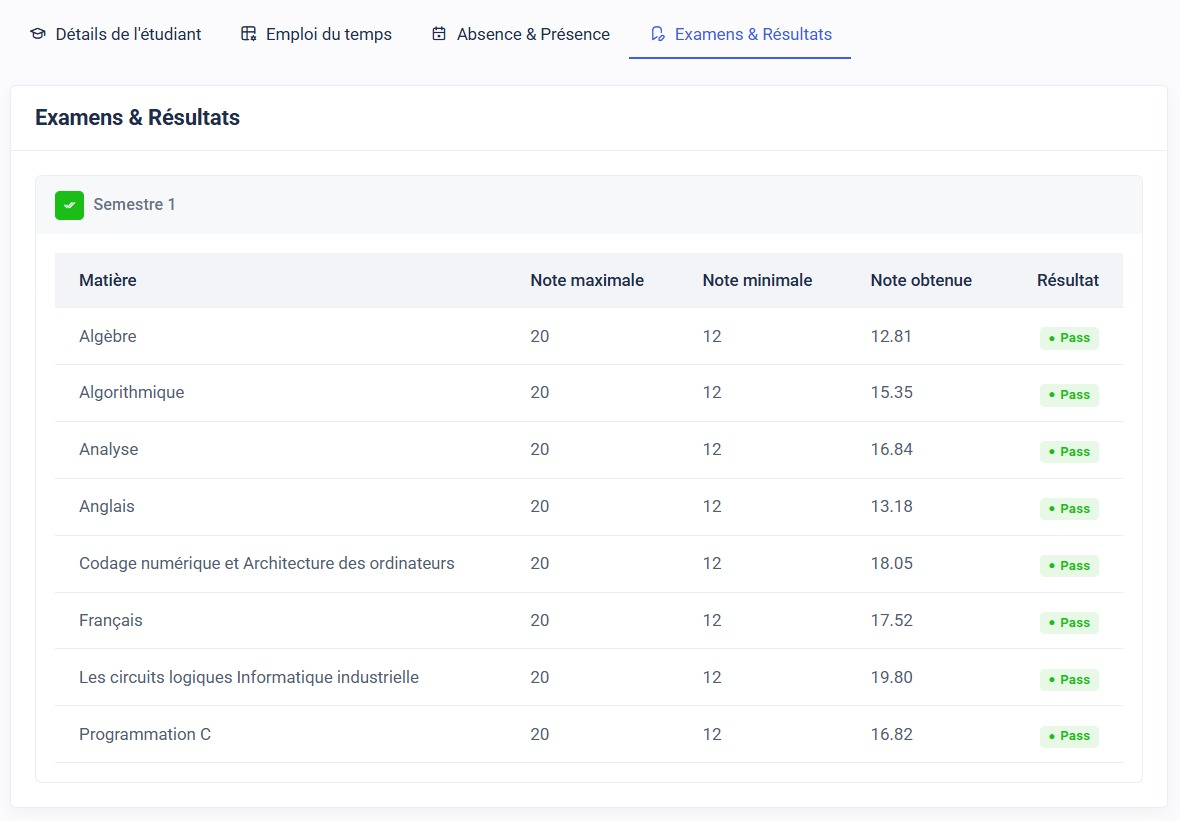 Détails de l'étudiant Emploi du temps Absence & Présence Examens & Résultats
Examens & Résultats
Semestre 1
Matière Note maximale Note minimale Note obtenue Résultat
Algèbre 20 12 12.81 Pass
Algorithmique 20 12 15.35 Pass
Analyse 20 12 16.84 Pass
Anglais 20 12 13.18 Pass
Codage numérique et Architecture des ordinateurs 20 12 18.05 Pass
Français 20 12 17.52 Pass
Les circuits logiques Informatique industrielle 20 12 19.80 Pass
Programmation C 20 12 16.82 Pass